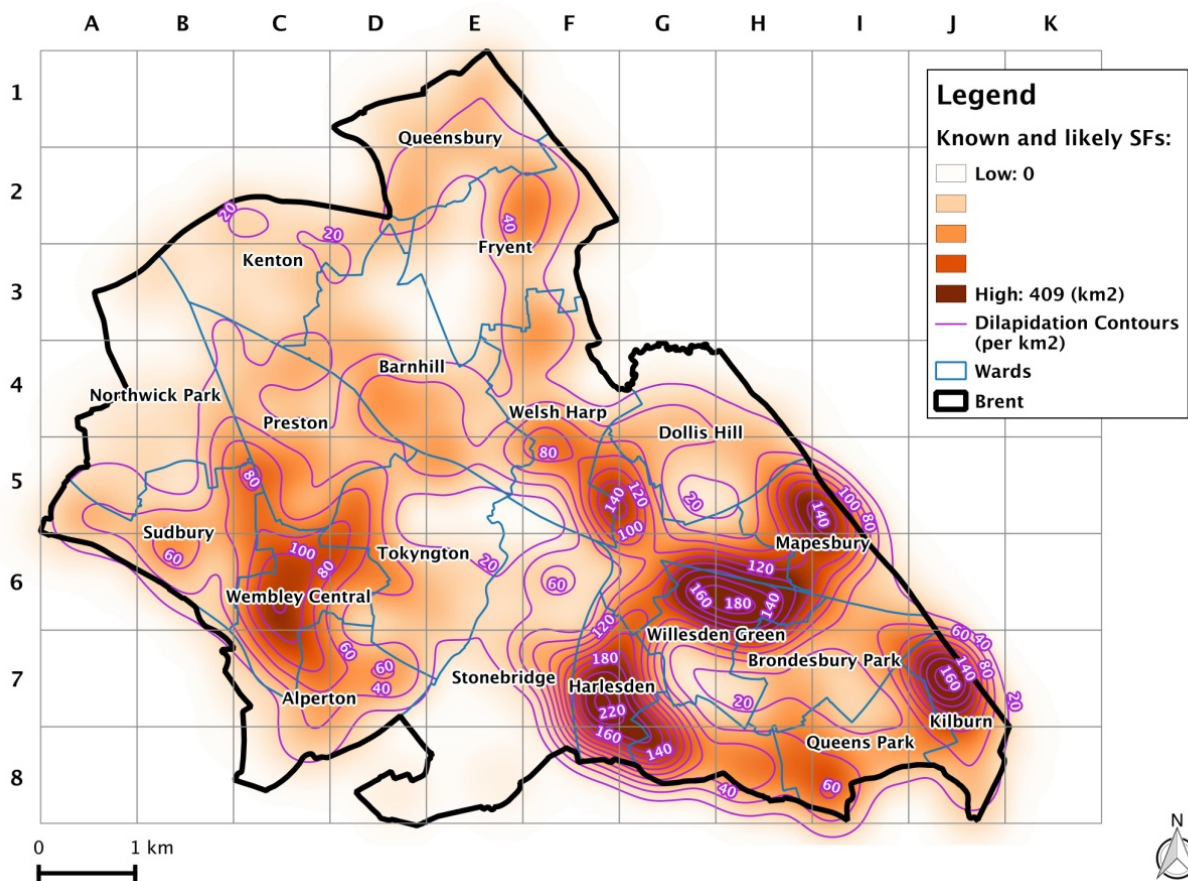 A B C D E F G H I J K
1
2
3
4
5
6
7
8
Legend
Known and likely SFs:
Low: 0
High: 409 (km2)
Dilapidation Contours
(per km2)
Wards
Brent
Queensbury
20
40
20
Fryent
Kenton
Barnhill
Northwick Park
Welsh Harp
Preston
Dollis Hill
80
80
120
140
20
100
80
140
100
Sudbury
60
Mapesbury
100
Tokyngton
80
20
120
60
160
180
140
Wembley Central
120
Willesden Green
60
40
60
180
Brondesbury Park
140
80
60
Stonebridge
Harlesden
160
40
Alperton
20
20
220
Kilburn
160
140
Queens Park
40
60
0 1 km
N